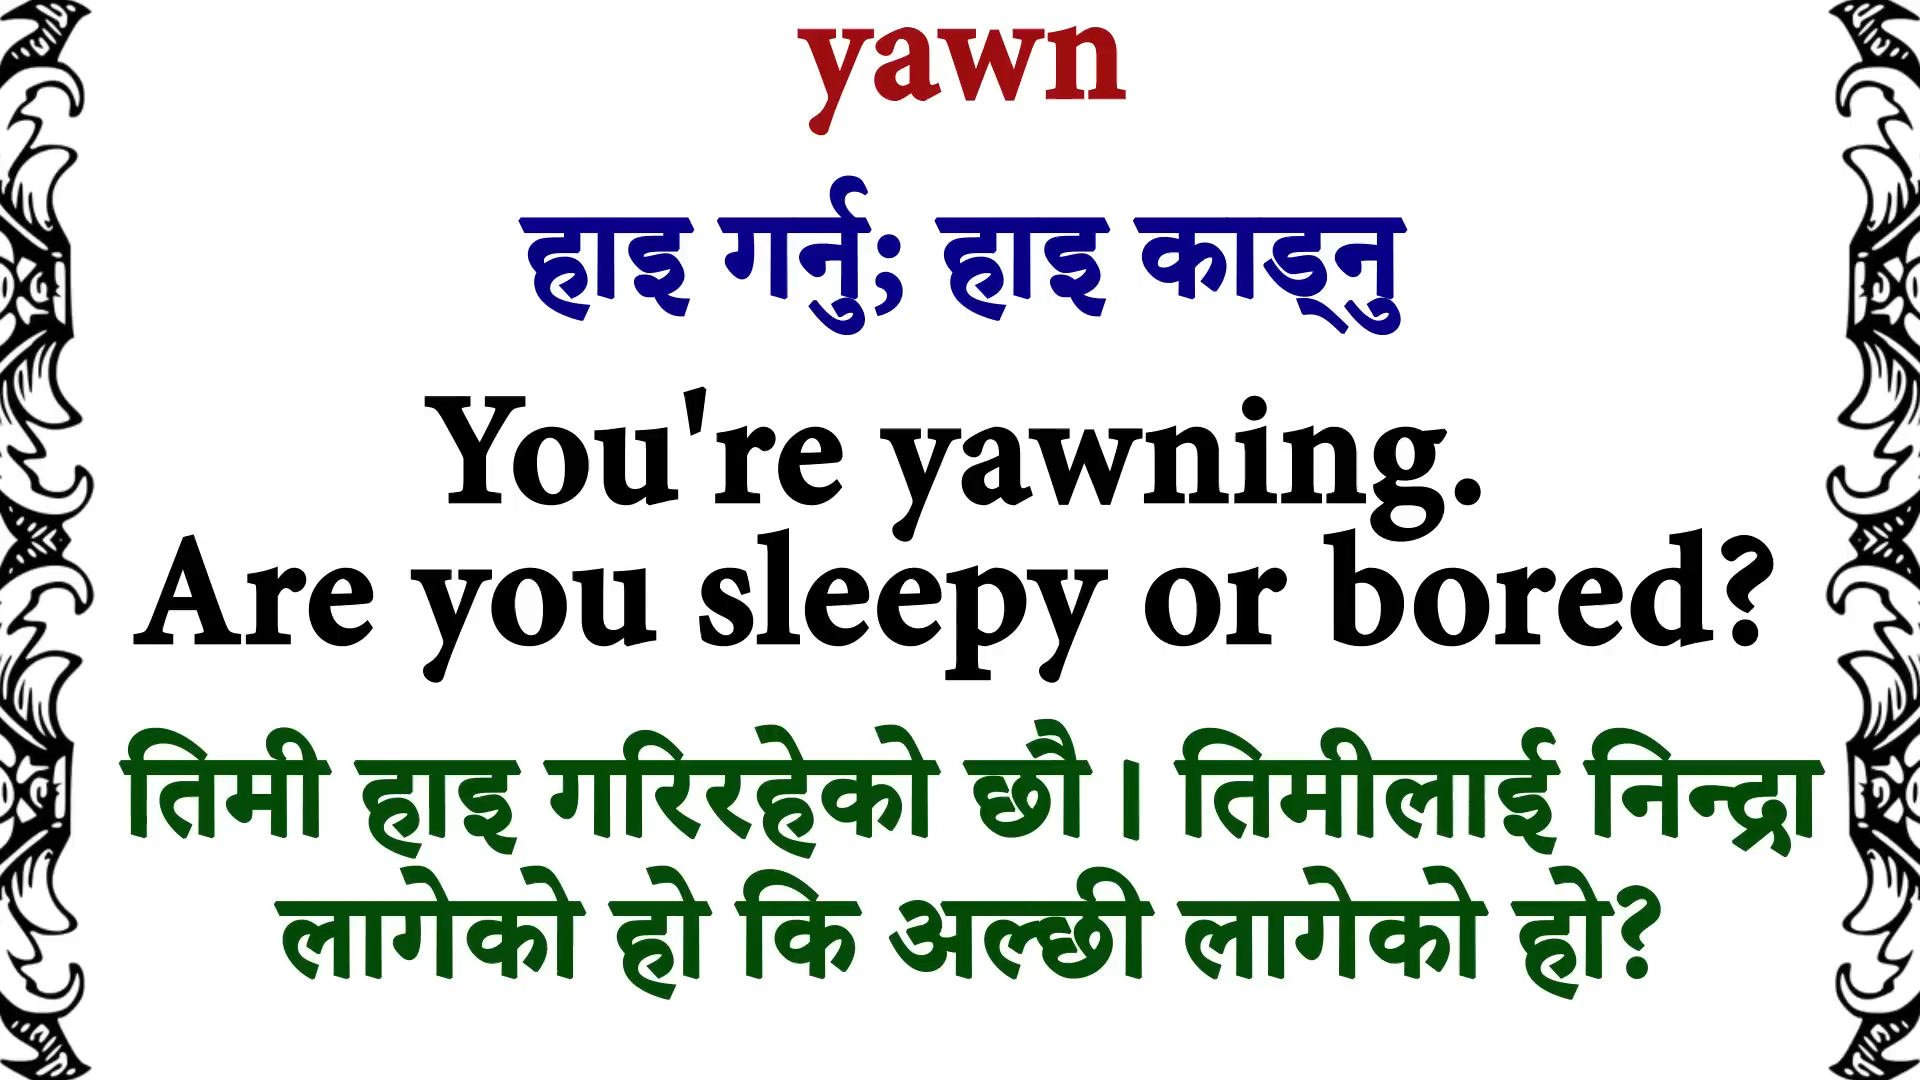 yawn
हाइ गर्नु; हाइ काड्नु
You're yawning.
Are you sleepy or bored?
तिमी हाइ गरिरहेको छौ । तिमीलाई निन्द्रा
लागेको हो कि अल्छी लागेको हो?